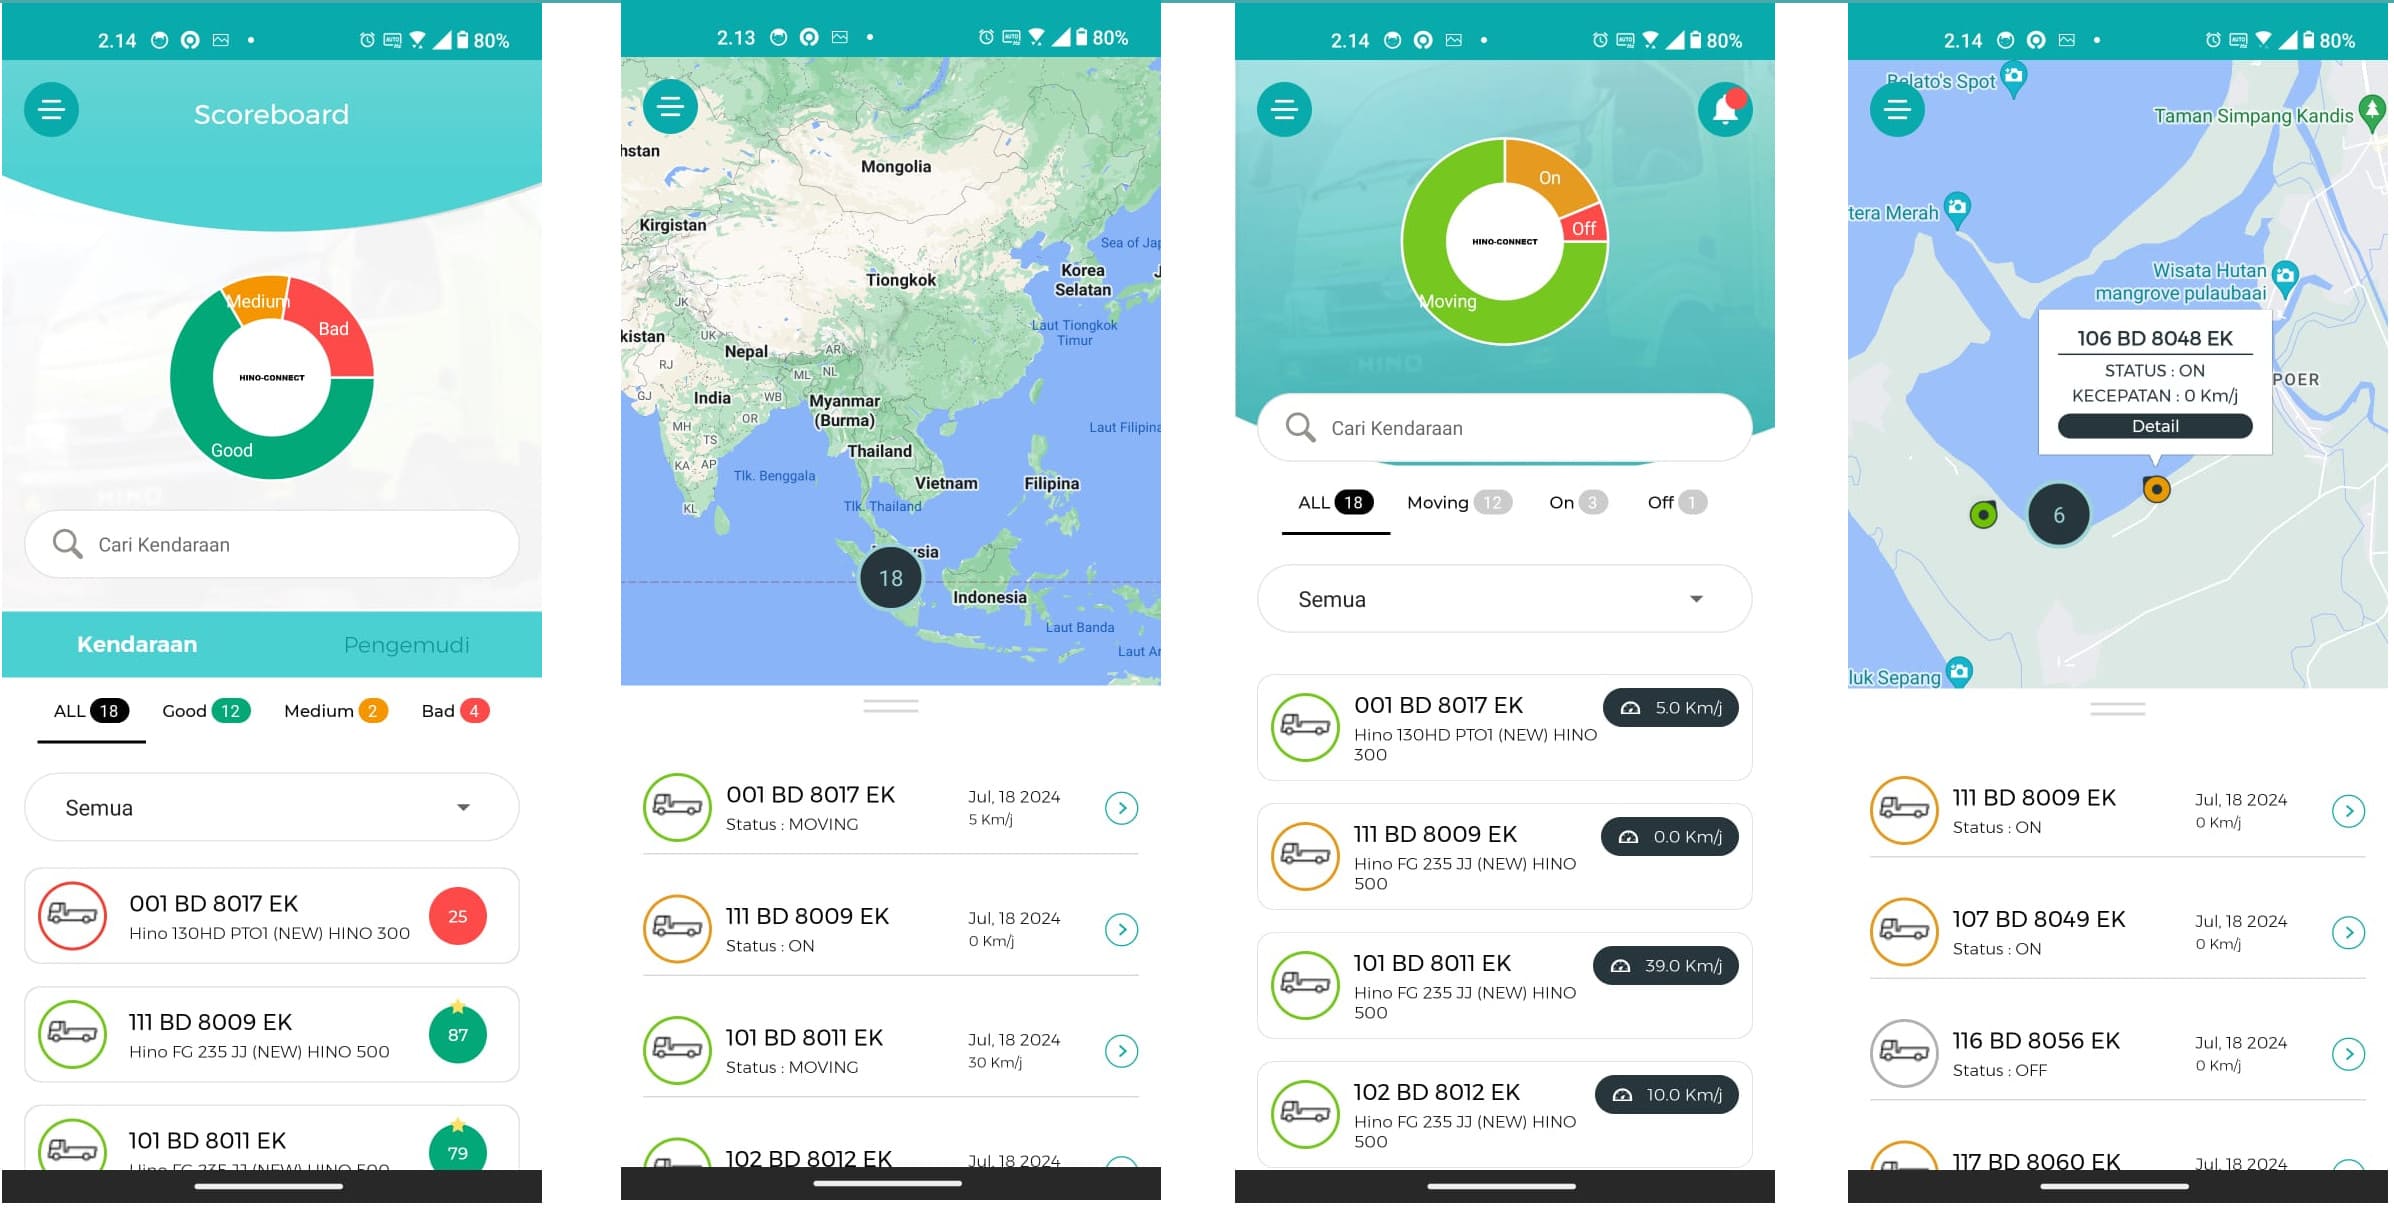 2.14
80%
Scoreboard
Medium
Bad
HINO-CONNECT
Good
Cari Kendaraan
Kendaraan
Pengemudi
ALL 18
Good 12
Medium 2
Bad 4
Semua
001 BD 8017 EK
Hino 130HD PTO1 (NEW) HINO 300
25
111 BD 8009 EK
Hino FG 235 JJ (NEW) HINO 500
87
101 BD 8011 EK
Hino FG 235 JJ (NEW) HINO 500
79
2.13
80%
hstan
Mongolia
Kirgistan
Sea of Jap
Tiongkok
Korea
Selatan
J
JK
Laut Tiongkok
Timur
kistan
UK
Nepal
AR
RJ
ML
NL
GJ
India
WB
Myanmar
(Burma)
OR
MH
TS
Laut Filipina
Thailand
KA
AP
Tlk. Benggala
Vietnam
Filipina
KL
Tlk. Thailand
ysia
18
Indonesia
Laut Banda
Laut Ar
001 BD 8017 EK
Status : MOVING
Jul, 18 2024
5 Km/j
111 BD 8009 EK
Status : ON
Jul, 18 2024
0 Km/j
101 BD 8011 EK
Status : MOVING
Jul, 18 2024
30 Km/j
102 BD 8012 EK
Jul, 18 2024
2.14
80%
On
Off
HINO-CONNECT
Moving
HINO
Cari Kendaraan
ALL 18
Moving 12
On 3
Off 1
Semua
001 BD 8017 EK
Hino 130HD PTO1 (NEW) HINO
300
5.0 Km/j
111 BD 8009 EK
Hino FG 235 JJ (NEW) HINO
500
0.0 Km/j
101 BD 8011 EK
Hino FG 235 JJ (NEW) HINO
500
39.0 Km/j
102 BD 8012 EK
Hino FG 235 JJ (NEW) HINO
500
10.0 Km/j
2.14
80%
Belato's Spot
Taman Simpang Kandis
tera Merah
Wisata Hutan
mangrove pulaubaai
106 BD 8048 EK
STATUS : ON
KECEPATAN : 0 Km/j
Detail
POER
6
luk Sepang
111 BD 8009 EK
Status : ON
Jul, 18 2024
0 Km/j
107 BD 8049 EK
Status : ON
Jul, 18 2024
0 Km/j
116 BD 8056 EK
Status : OFF
Jul, 18 2024
0 Km/j
117 BD 8060 EK
Jul, 18 2024